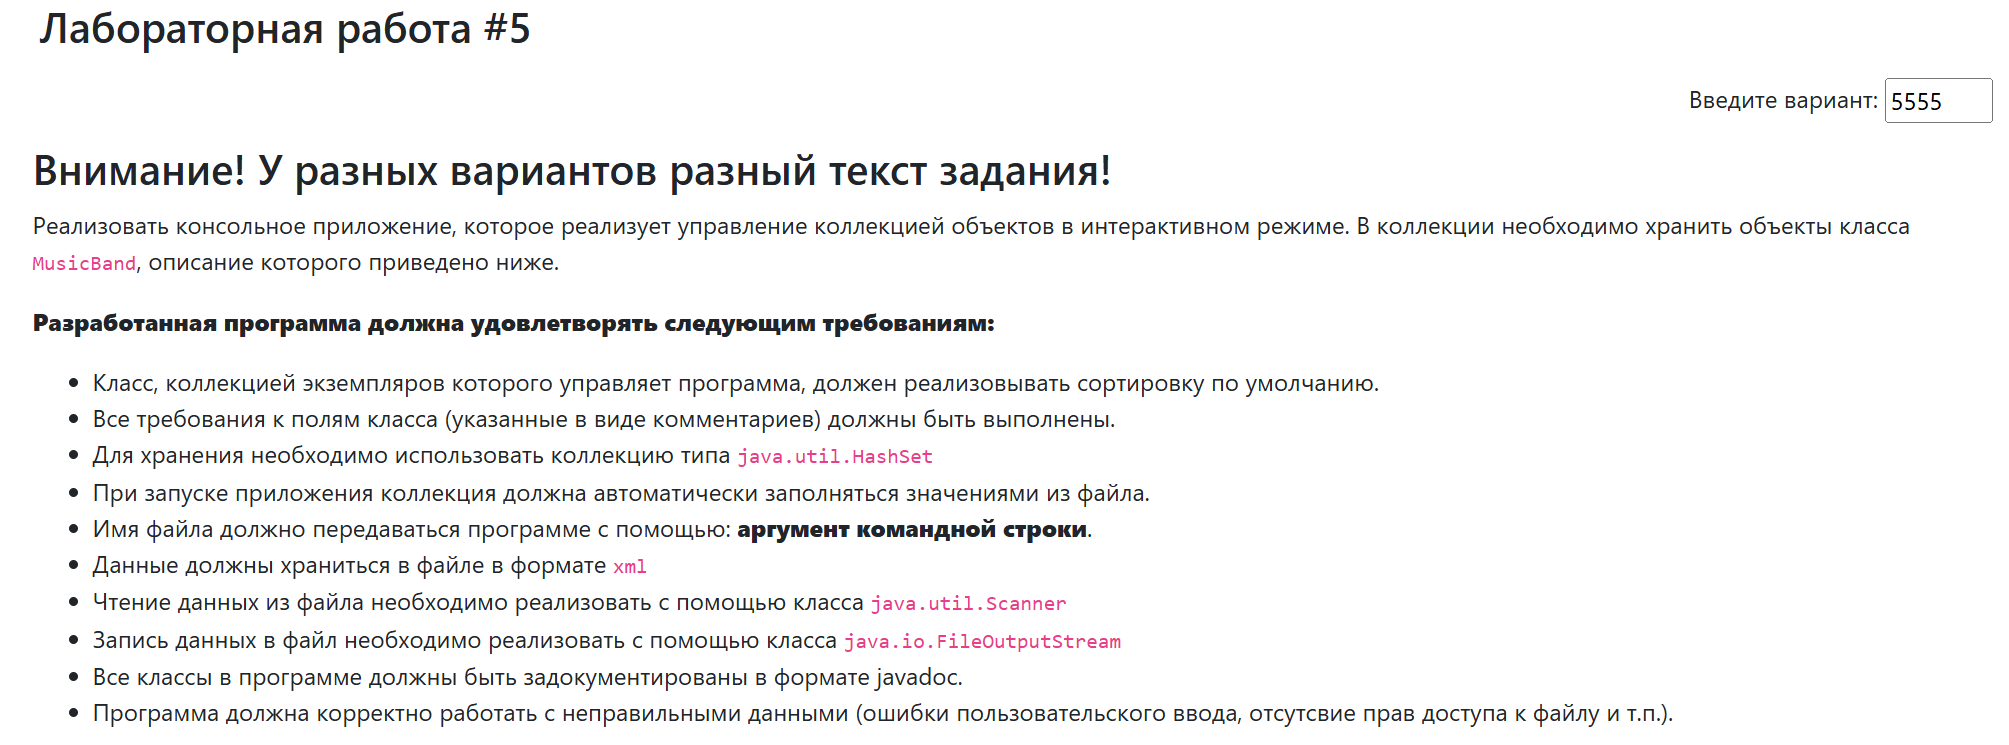 Лабораторная работа #5
Введите вариант: 5555
Внимание! У разных вариантов разный текст задания!
Реализовать консольное приложение, которое реализует управление коллекцией объектов в интерактивном режиме. В коллекции необходимо хранить объекты класса
MusicBand, описание которого приведено ниже.
Разработанная программа должна удовлетворять следующим требованиям:
• Класс, коллекцией экземпляров которого управляет программа, должен реализовывать сортировку по умолчанию.
• Все требования к полям класса (указанные в виде комментариев) должны быть выполнены.
• Для хранения необходимо использовать коллекцию типа java.util.HashSet
• При запуске приложения коллекция должна автоматически заполняться значениями из файла.
• Имя файла должно передаваться программе с помощью: аргумент командной строки.
• Данные должны храниться в файле в формате xml
• Чтение данных из файла необходимо реализовать с помощью класса java.util.Scanner
• Запись данных в файл необходимо реализовать с помощью класса java.io.FileOutputStream
• Все классы в программе должны быть задокументированы в формате javadoc.
• Программа должна корректно работать с неправильными данными (ошибки пользовательского ввода, отсутсвие прав доступа к файлу и т.п.).